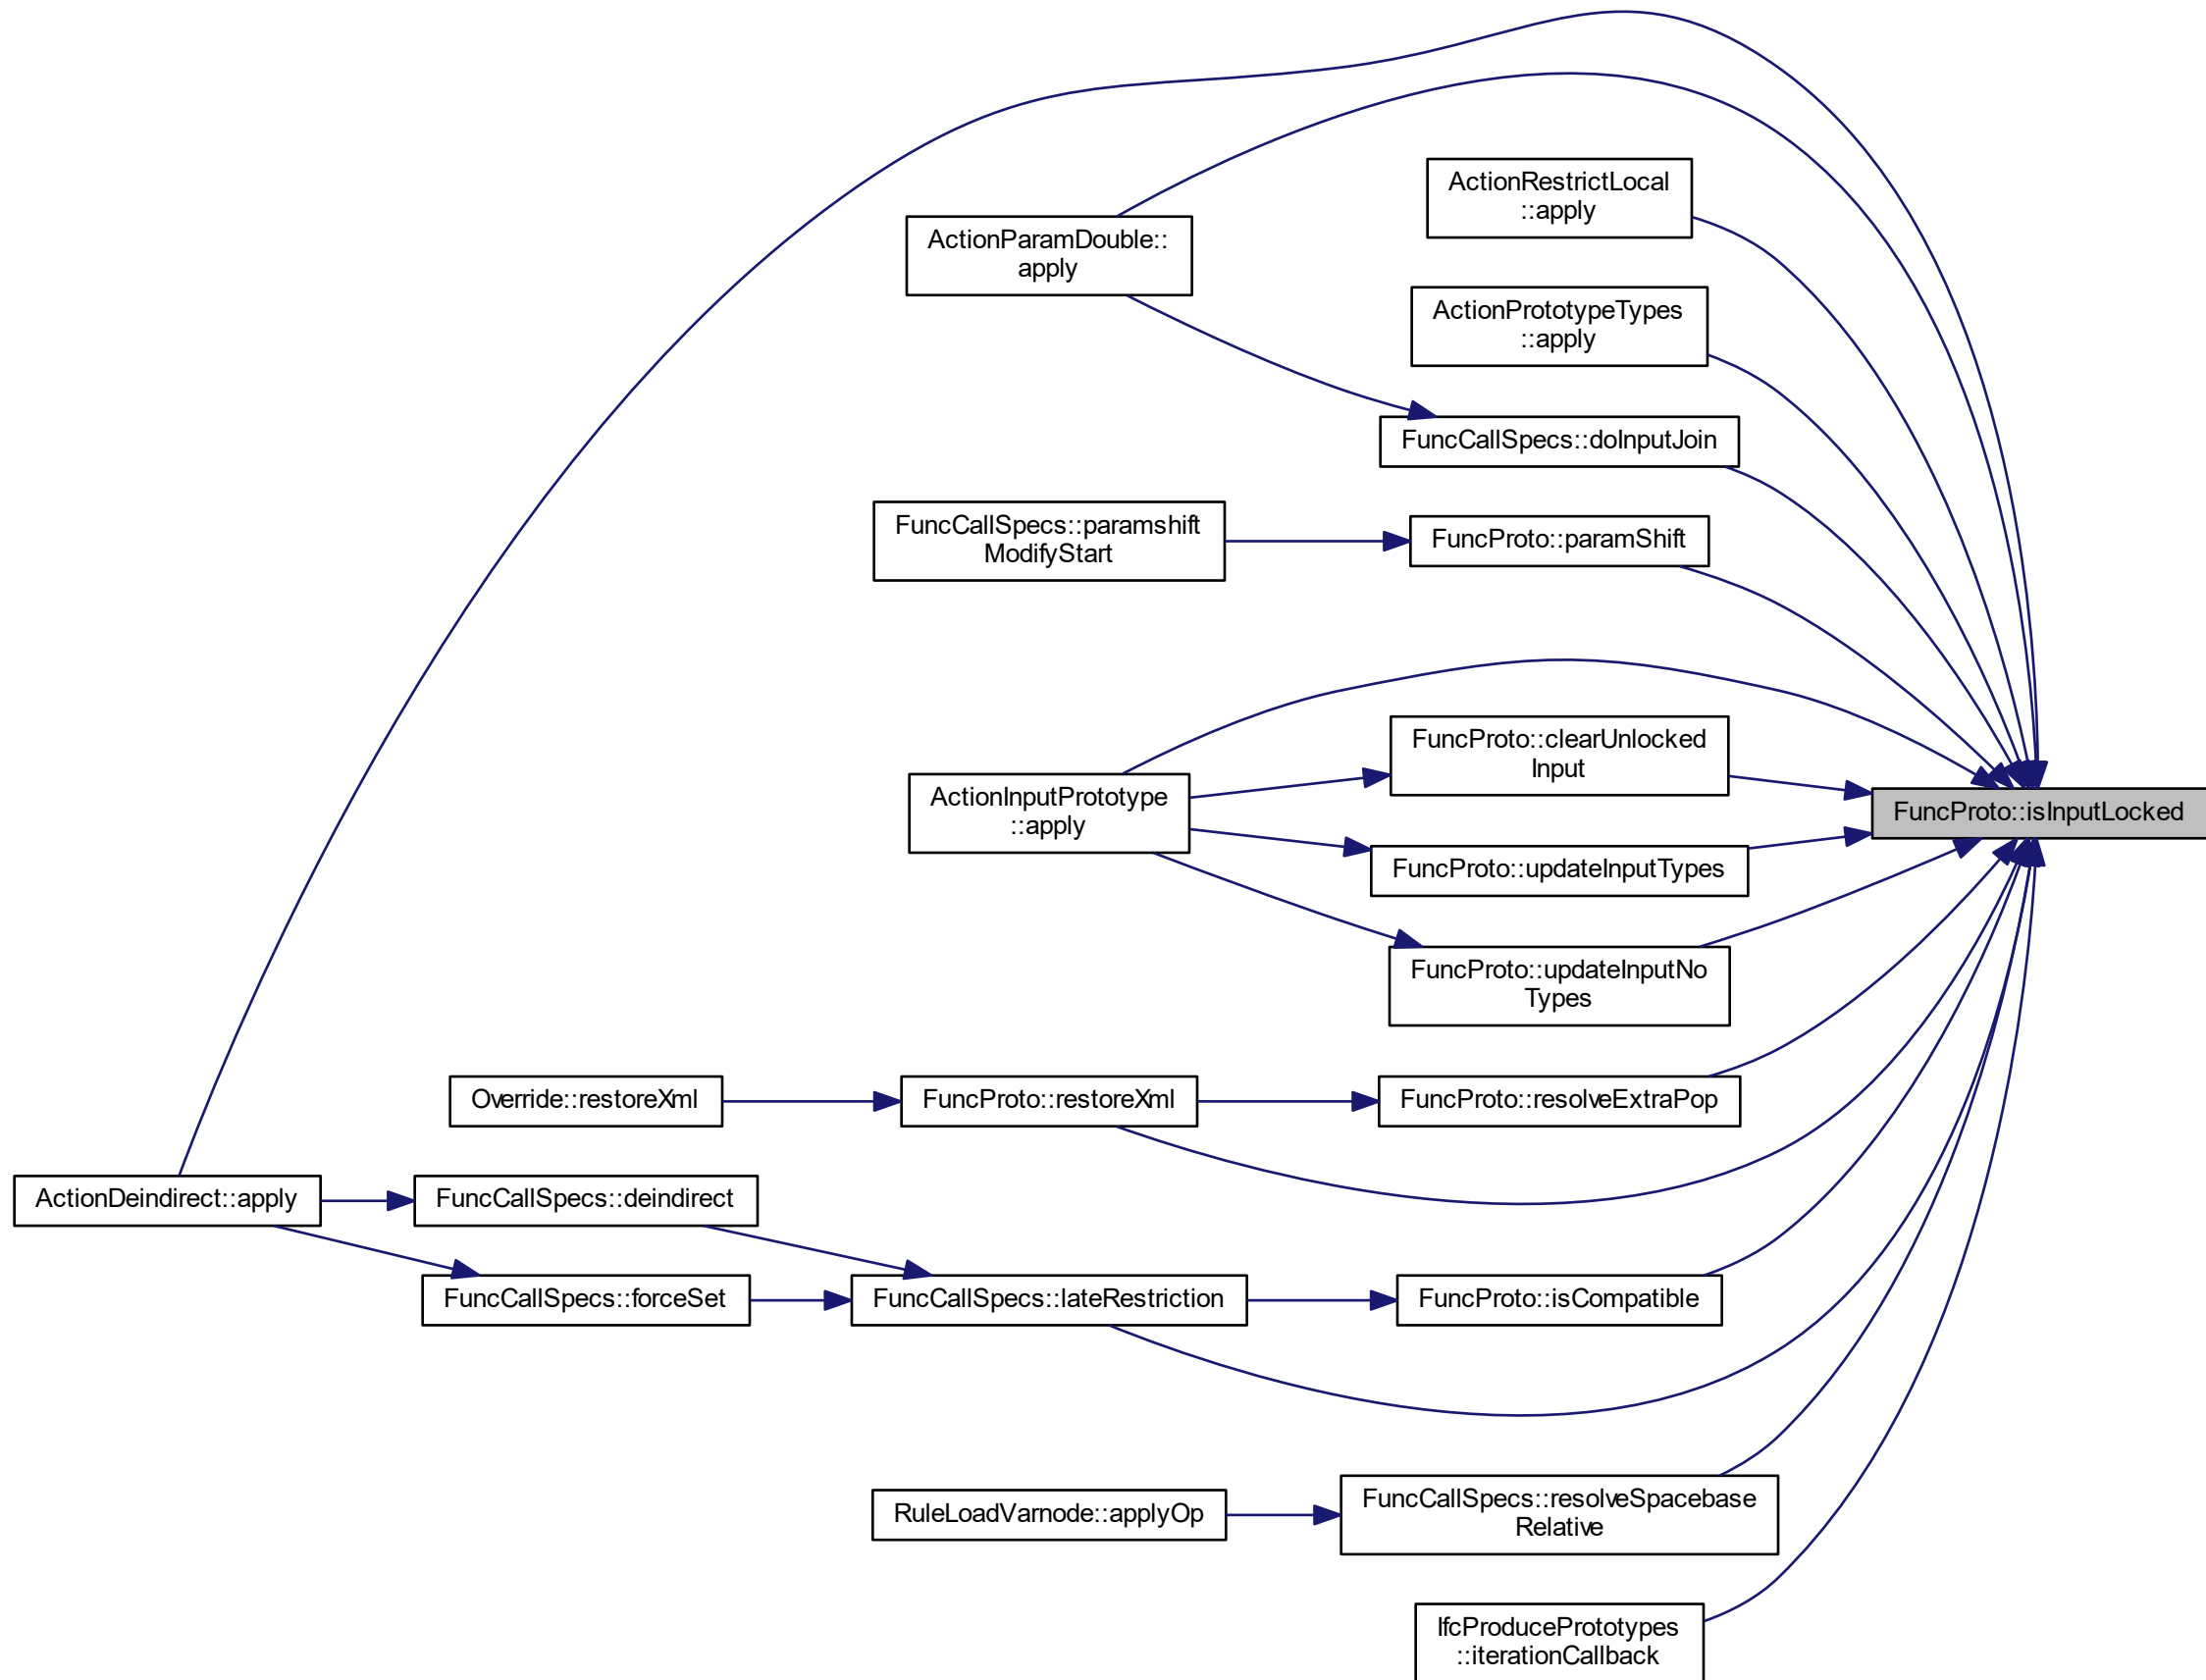 ActionRestrictLocal
::apply
ActionParamDouble::
apply
ActionPrototypeTypes
::apply
FuncCallSpecs::doInputJoin
FuncCallSpecs::paramshift
ModifyStart
FuncProto::paramShift
FuncProto::clearUnlocked
Input
ActionInputPrototype
::apply
FuncProto::isInputLocked
FuncProto::updateInputTypes
FuncProto::updateInputNo
Types
Override::restoreXml
FuncProto::restoreXml
FuncProto::resolveExtraPop
ActionDeindirect::apply
FuncCallSpecs::deindirect
FuncCallSpecs::forceSet
FuncCallSpecs::lateRestriction
FuncProto::isCompatible
RuleLoadVarnode::applyOp
FuncCallSpecs::resolveSpacebase
Relative
IfcProducePrototypes
::iterationCallback